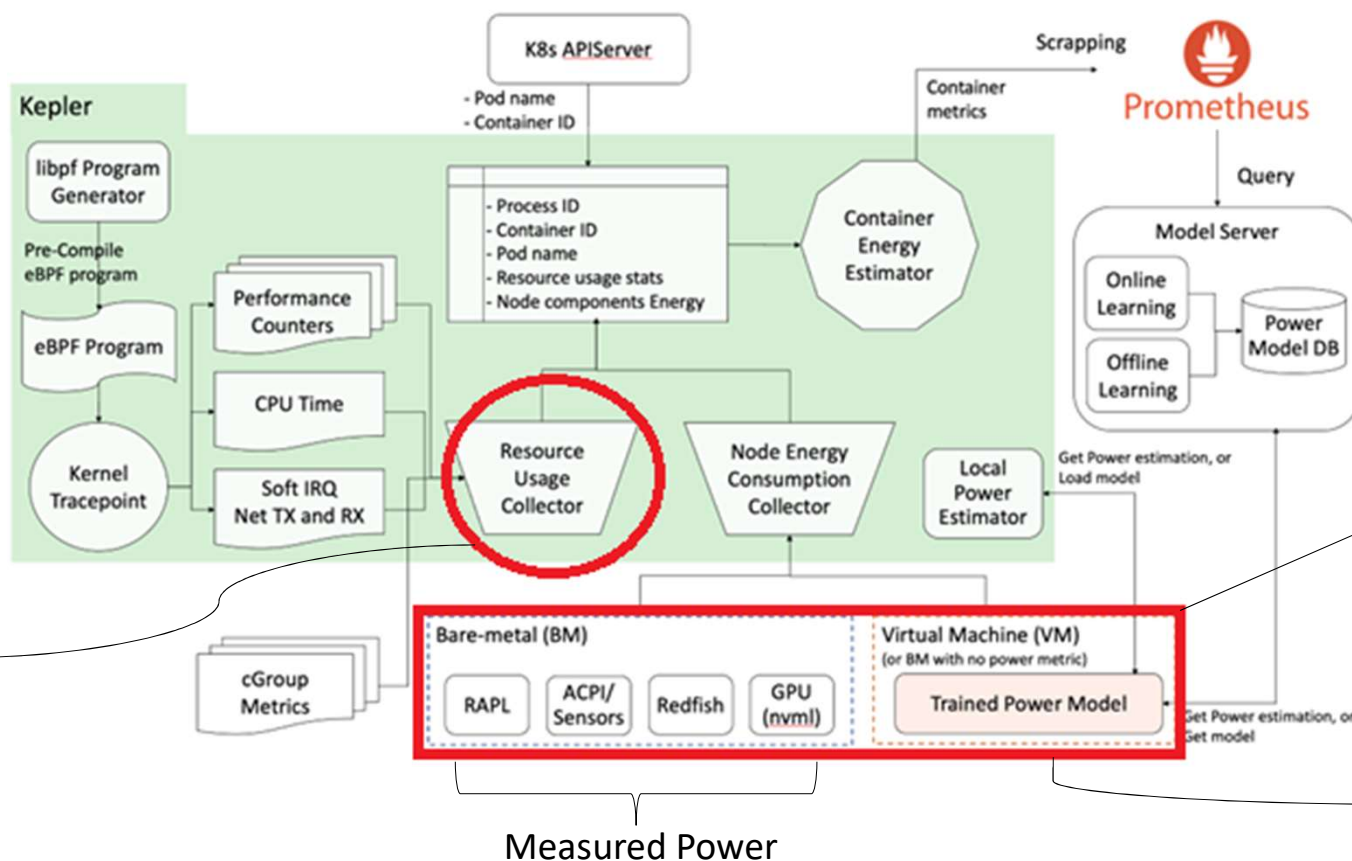 K8s APIServer
Scrapping
Prometheus
Container
metrics
- Pod name
- Container ID
Kepler
libpf Program
Generator
Pre-Compile
eBPF program
eBPF Program
Kernel
Tracepoint
Performance
Counters
CPU Time
Soft IRQ
Net TX and RX
- Process ID
- Container ID
- Pod name
- Resource usage stats
- Node components Energy
Container
Energy
Estimator
Query
Model Server
Online
Learning
Offline
Learning
Power
Model DB
Resource
Usage
Collector
Node Energy
Consumption
Collector
Local
Power
Estimator
Get Power estimation, or
Load model
cGroup
Metrics
Bare-metal (BM)
RAPL
ACPI/
Sensors
Redfish
GPU
(nvml)
Virtual Machine (VM)
(or BM with no power metric)
Trained Power Model
Get Power estimation, or
Get model
Measured Power